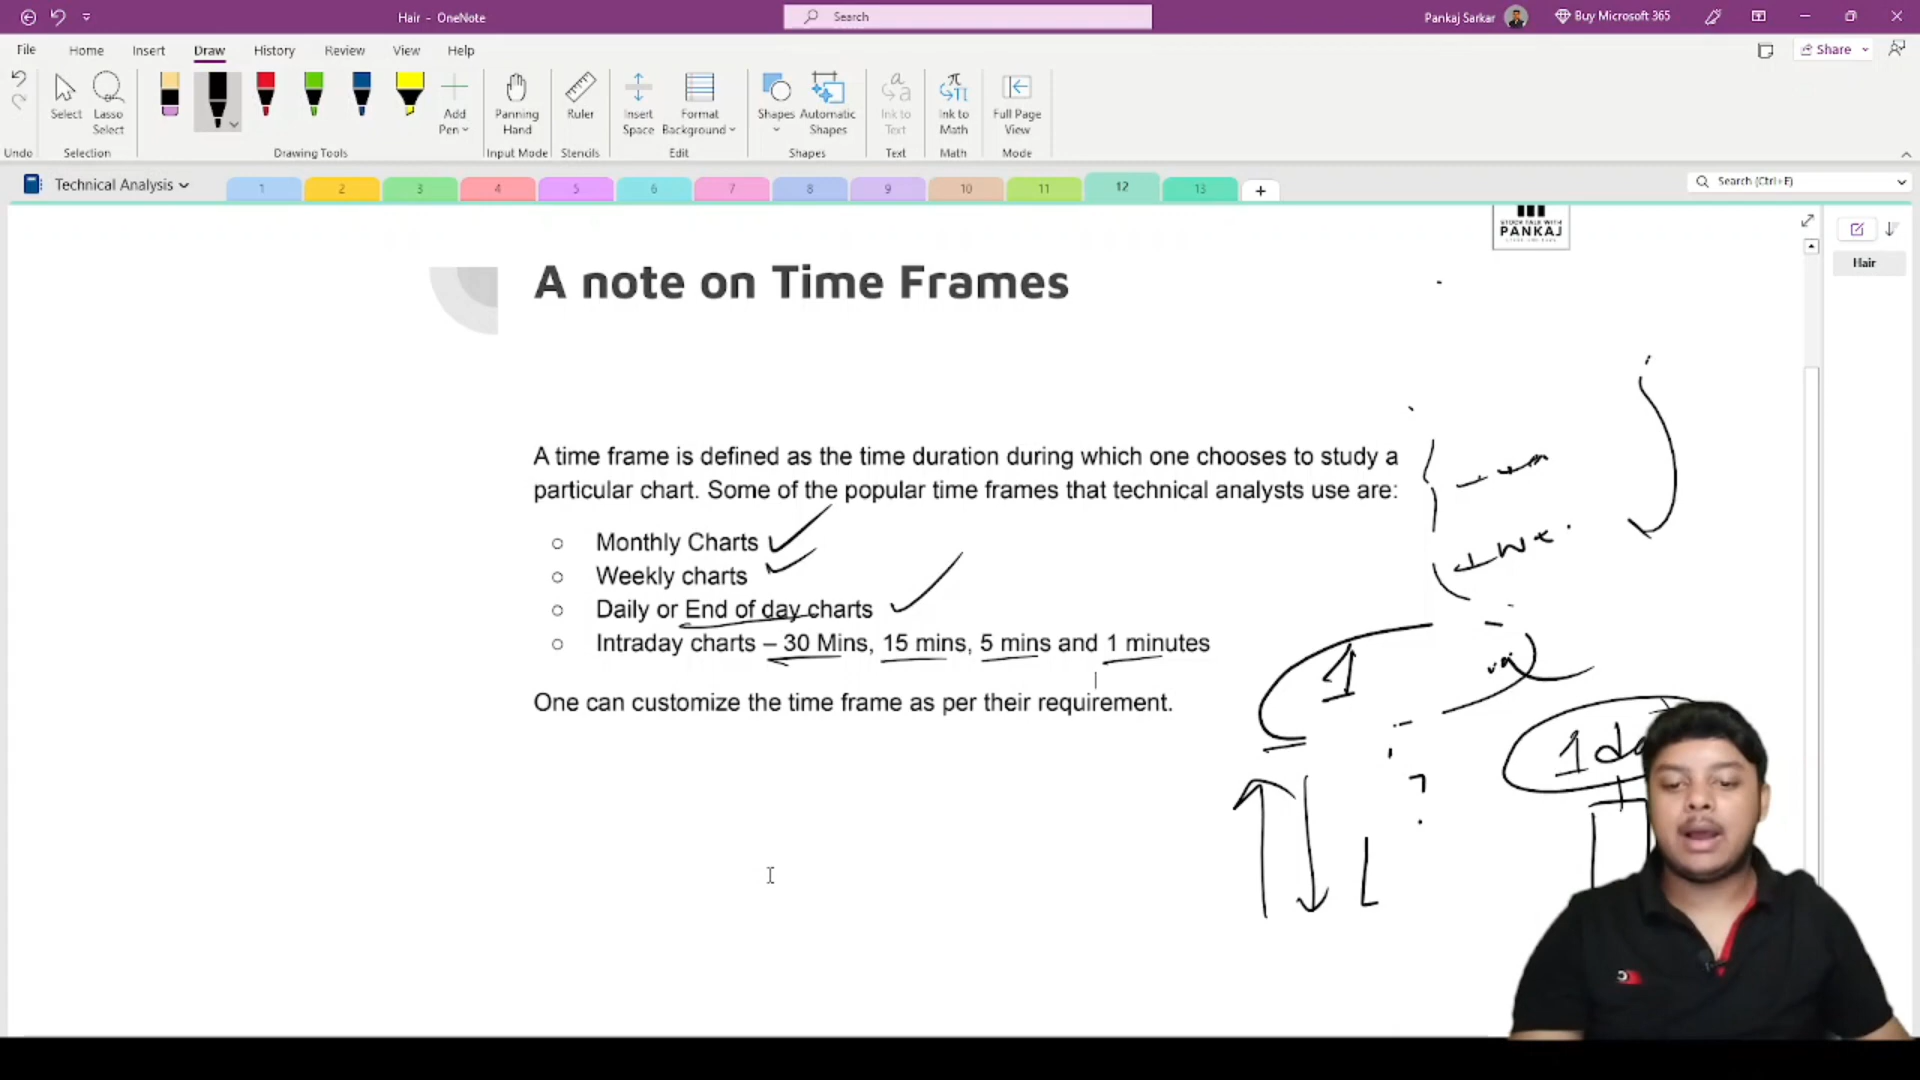 Hair - OneNote
Search
Pankaj Sarkar
Buy Microsoft 365
File
Home
Insert
Draw
History
Review
View
Help
Share
Undo
Select
Lasso
Select
Selection
Drawing Tools
Add
Pen
Panning
Hand
Input Mode
Ruler
Stencils
Insert
Space
Format
Background
Edit
Shapes
Automatic
Shapes
Shapes
Ink to
Text
Text
Ink to
Math
Math
Full Page
View
Mode
Technical Analysis
1
2
3
4
5
6
7
8
9
10
11
12
13
+
Search (Ctrl+E)
Hair
STOCK TALK WITH
PANKAJ
A note on Time Frames
A time frame is defined as the time duration during which one chooses to study a
particular chart. Some of the popular time frames that technical analysts use are:
Monthly Charts
Weekly charts
Daily or End of day charts
Intraday charts – 30 Mins, 15 mins, 5 mins and 1 minutes
One can customize the time frame as per their requirement.
1
?